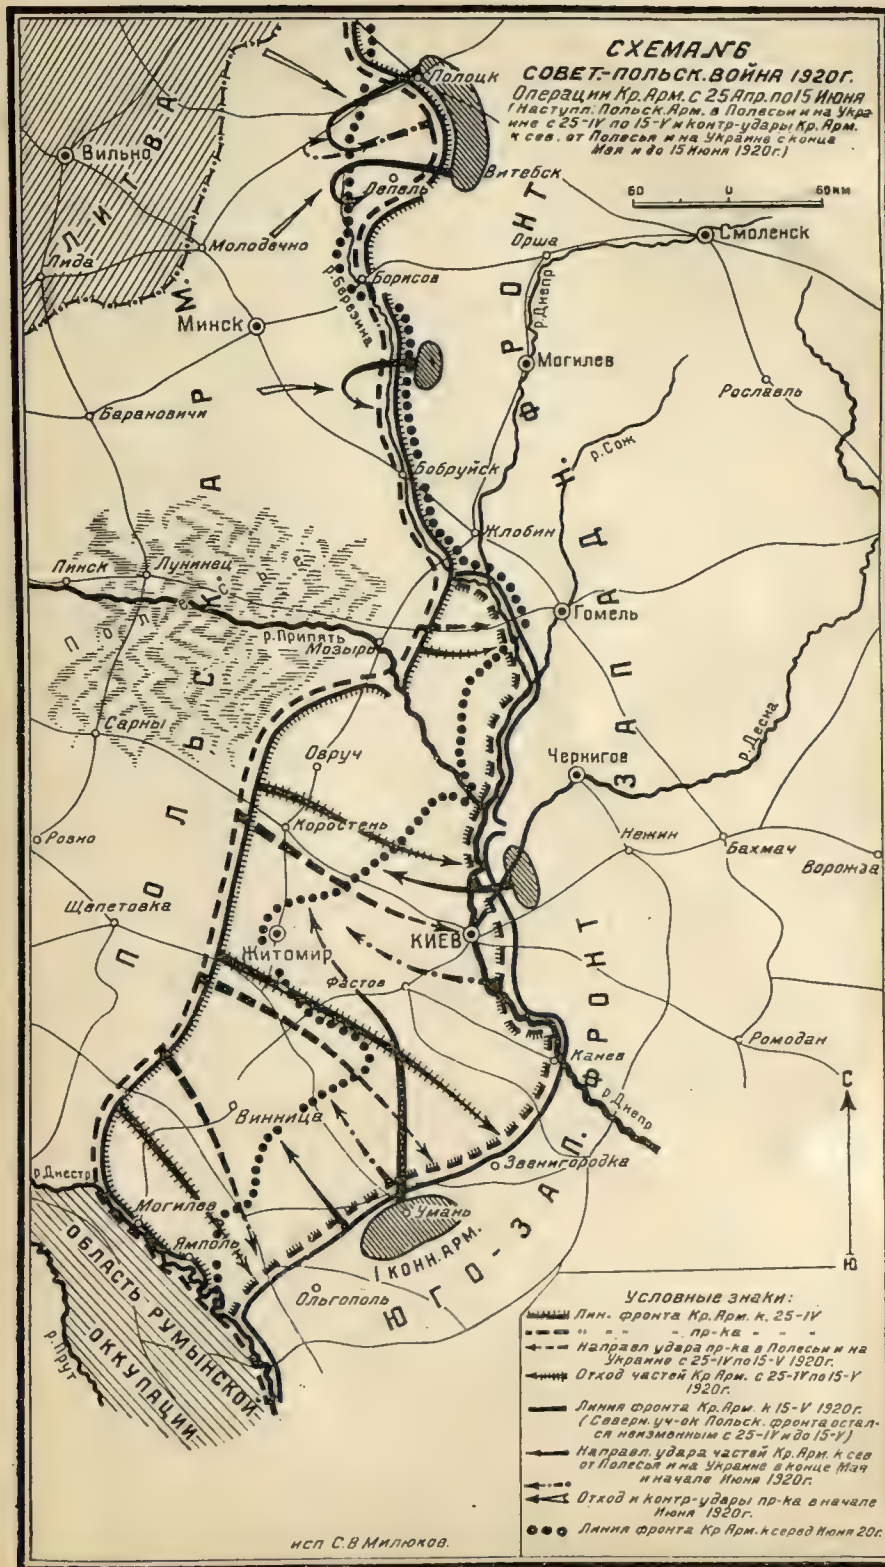 СХЕМА №6
СОВЕТ.-ПОЛЬСК. ВОЙНА 1920г.
Операции Кр.Арм. с 25 Апр. по 15 Июня
(Наступл. Польск. Арм. в Полесьи и на Укра-
ине с 25-IV по 15-V и контр-удары Кр. Арм.
к сев. от Полесья и на Украине с конца
Мая и до 15 Июня 1920г.)
60 0 60 км
Полоцк
Вильно
ЛИТВА
Витебск
Лепель
Смоленск
Орша
Молодечно
Лида
Борисов
р. Березина
р. Днепр
Минск
Могилев
Рославль
Барановичи
р. Сож
Бобруйск
Жлобин
Пинск
Лунинец
Полесье
Гомель
р. Припять
Мозырь
Сарны
р. Десна
Овруч
Чернигов
Коростень
Ровно
Нежин
Бахмач
Ворожба
Щепетовка
КИЕВ
Житомир
Фастов
Ромодан
Канев
Винница
р. Днепр
Звенигородка
р. Днестр
Могилев
Ямполь
Умань
I КОНН. АРМ.
Ольгополь
ОБЛАСТЬ РУМЫНСКОЙ
ОККУПАЦИИ
р. Прут
ПОЛЬСК. АРМ.
ЗАПАДН. ФРОНТ
ЮГО-ЗАП. ФРОНТ
С
Ю
Условные знаки:
Лин. фронта Кр. Арм. к. 25-IV
" " " пр-ка " "
Направл удара пр-ка в Полесьи и на
Украине с 25-IV по 15-V 1920г.
Отход частей Кр. Арм. с 25-IV по 15-V
1920г.
Линия фронта Кр. Арм. к 15-V 1920г.
(Северн. уч-ок Польск. фронта остал-
ся неизменным с 25-IV и до 15-V)
Направл. удара частей Кр. Арм. к сев
от Полесья и на Украине в конце Мая
и начале Июня 1920г.
Отход и контр-удары пр-ка в начале
Июня 1920г.
Линия фронта Кр Арм. к серед Июня 20г.
исп С. В Милюков.